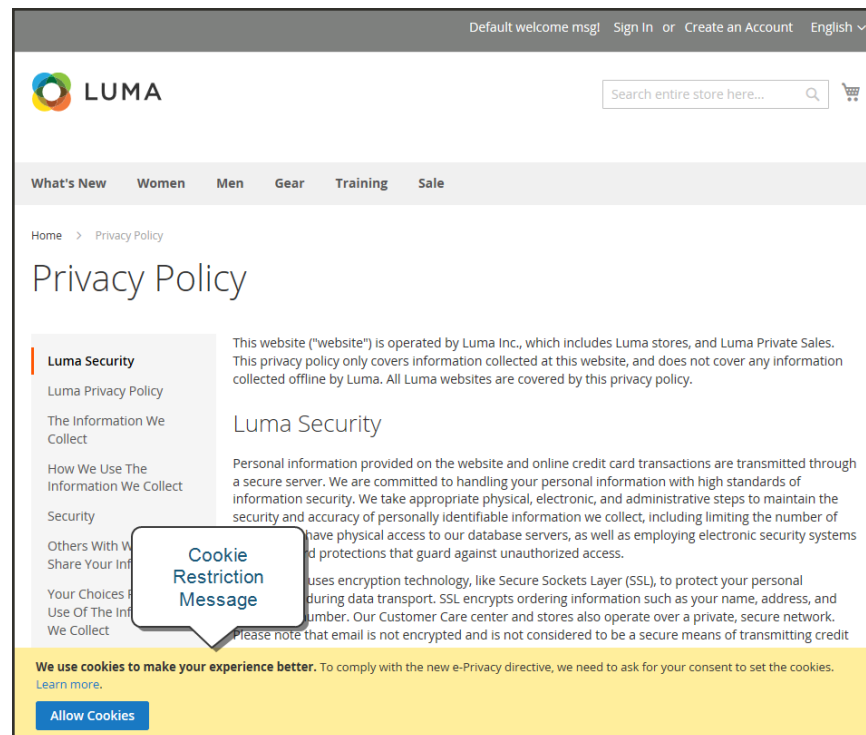 Default welcome msg! Sign In or Create an Account English
LUMA
Search entire store here...
What's New Women Men Gear Training Sale
Home > Privacy Policy
Privacy Policy
Luma Security
Luma Privacy Policy
The Information We
Collect
How We Use The
Information We Collect
Security
Others With W
Share Your Inf
Your Choices
Use Of The Inf
We Collect
This website ("website") is operated by Luma Inc., which includes Luma stores, and Luma Private Sales.
This privacy policy only covers information collected at this website, and does not cover any information
collected offline by Luma. All Luma websites are covered by this privacy policy.
Luma Security
Personal information provided on the website and online credit card transactions are transmitted through
a secure server. We are committed to handling your personal information with high standards of
information security. We take appropriate physical, electronic, and administrative steps to maintain the
security and accuracy of personally identifiable information we collect, including limiting the number of
have physical access to our database servers, as well as employing electronic security systems
protections that guard against unauthorized access.
uses encryption technology, like Secure Sockets Layer (SSL), to protect your personal
during data transport. SSL encrypts ordering information such as your name, address, and
umber. Our Customer Care center and stores also operate over a private, secure network.
Please note that email is not encrypted and is not considered to be a secure means of transmitting credit
Cookie
Restriction
Message
We use cookies to make your experience better. To comply with the new e-Privacy directive, we need to ask for your consent to set the cookies.
Learn more.
Allow Cookies